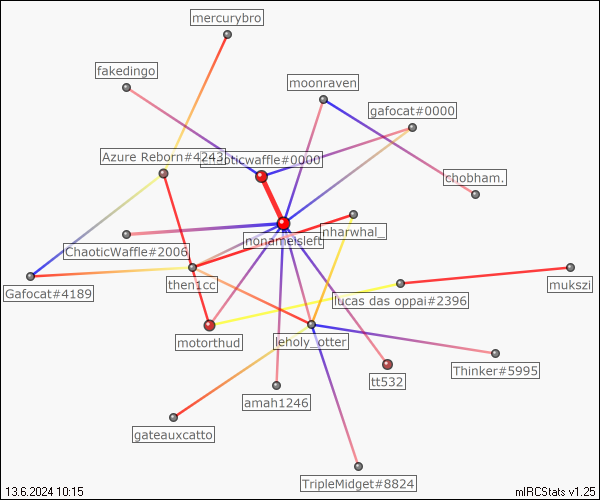 mercurybro
fakedingo
moonraven
gafocat#0000
Azure Reborn#4243
chaoticwaffle#0000
chobham.
nharwhal_
nonameisleft
ChaoticWaffle#2006
then1cc
Gafocat#4189
mukszi
lucas das oppai#2396
motorthud
leholy_otter
Thinker#5995
tt532
amah1246
gateauxcatto
TripleMidget#8824
13.6.2024 10:15
mIRCStats v1.25